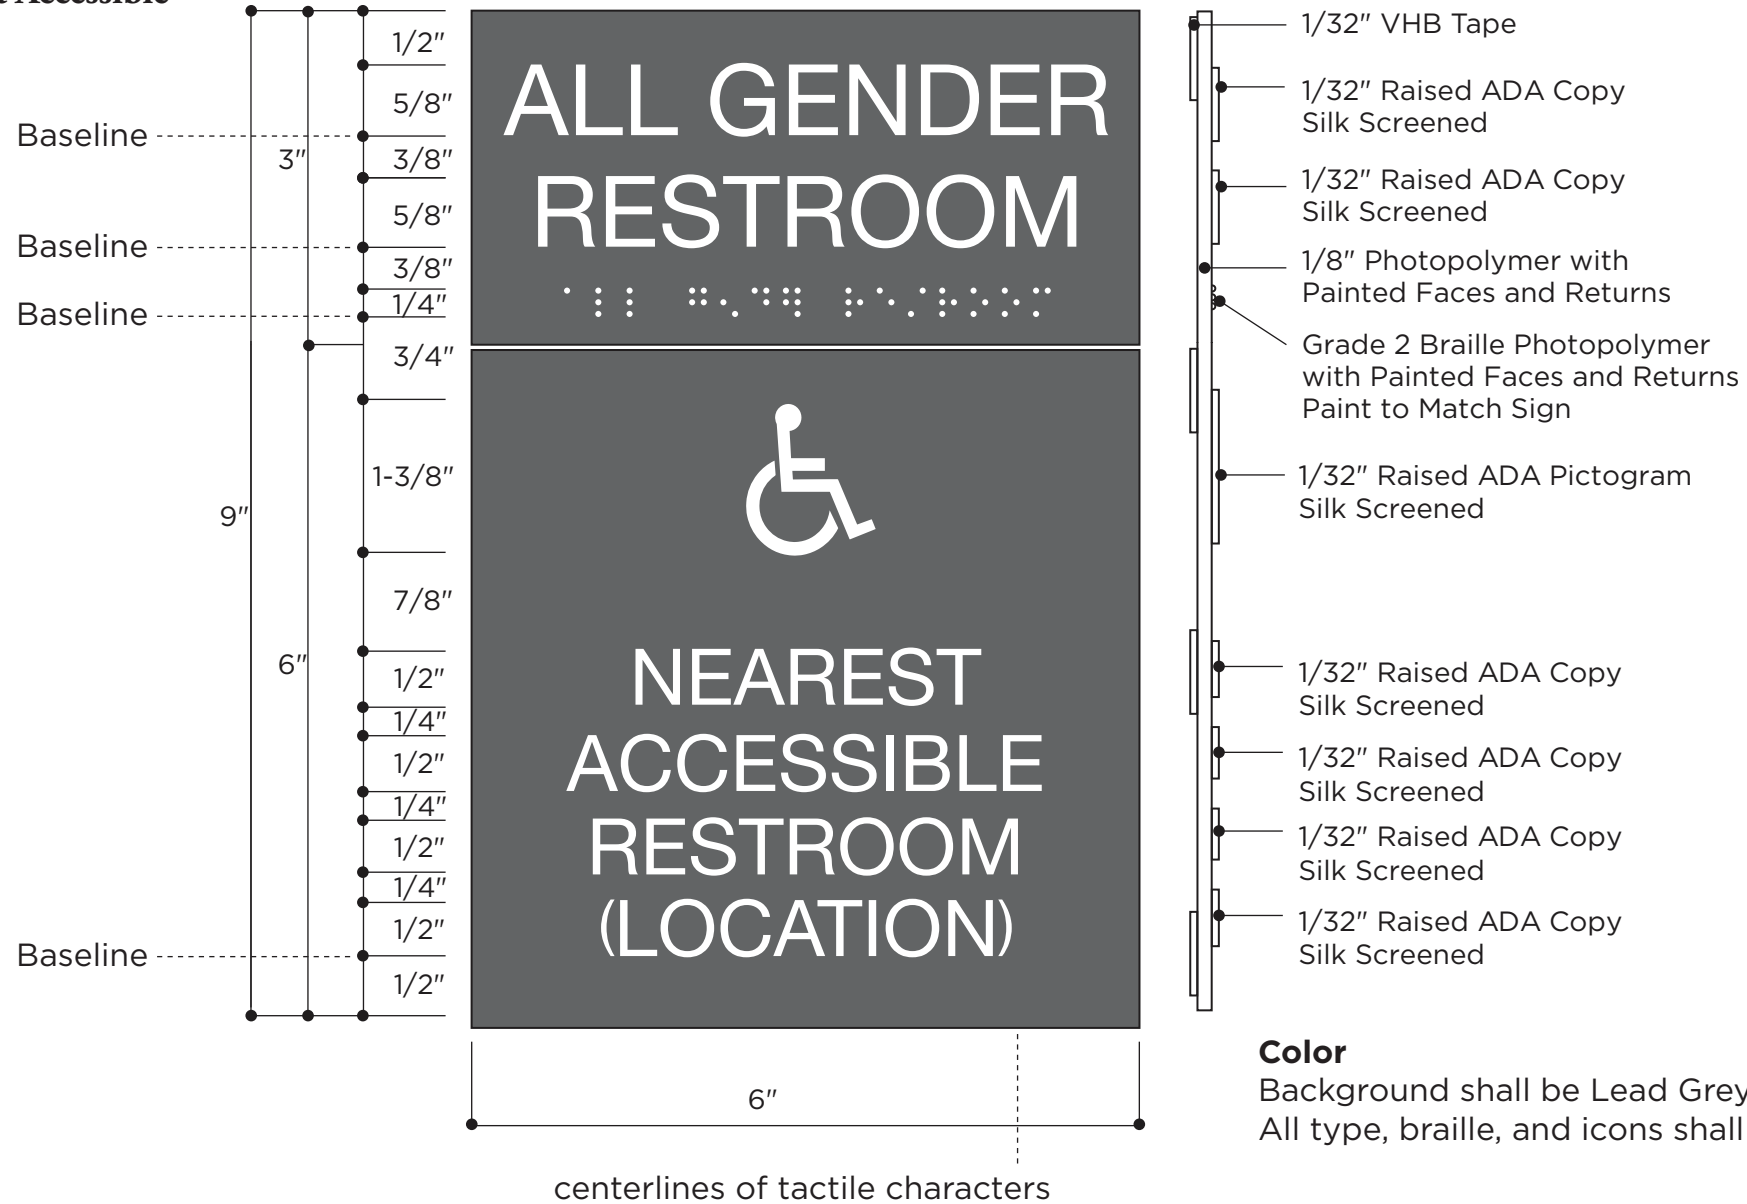 Accessible
1/2"
5/8"
Baseline
3"
3/8"
5/8"
Baseline
3/8"
1/4"
Baseline
3/4"
1-3/8"
9"
7/8"
6"
1/2"
1/4"
1/2"
1/4"
1/2"
1/4"
1/2"
Baseline
1/2"
ALL GENDER
RESTROOM
NEAREST
ACCESSIBLE
RESTROOM
(LOCATION)
6"
centerlines of tactile characters
1/32" VHB Tape
1/32" Raised ADA Copy
Silk Screened
1/32" Raised ADA Copy
Silk Screened
1/8" Photopolymer with
Painted Faces and Returns
Grade 2 Braille Photopolymer
with Painted Faces and Returns
Paint to Match Sign
1/32" Raised ADA Pictogram
Silk Screened
1/32" Raised ADA Copy
Silk Screened
1/32" Raised ADA Copy
Silk Screened
1/32" Raised ADA Copy
Silk Screened
1/32" Raised ADA Copy
Silk Screened
Color
Background shall be Lead Grey
All type, braille, and icons shall